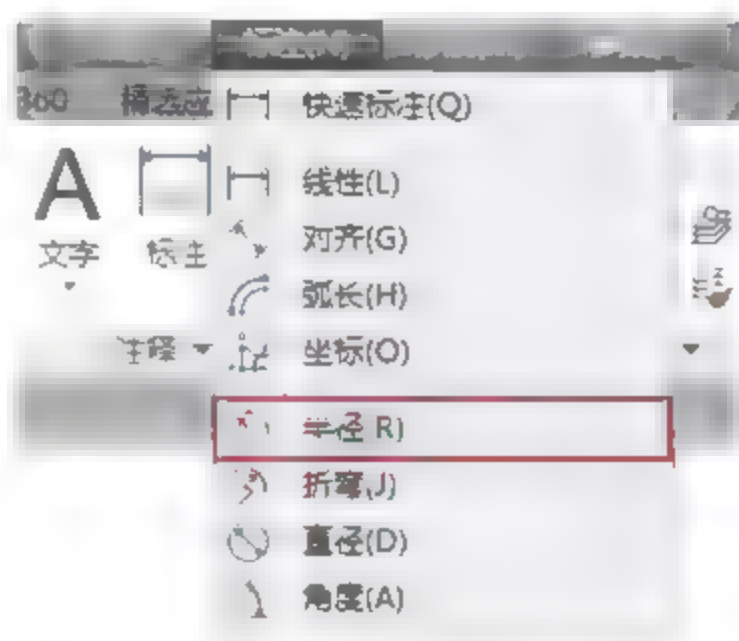 360
快速标注(Q)
A
文字
标注
线性(L)
对齐(G)
弧长(H)
坐标(O)
注释
半径 R)
折弯(J)
直径(D)
角度(A)